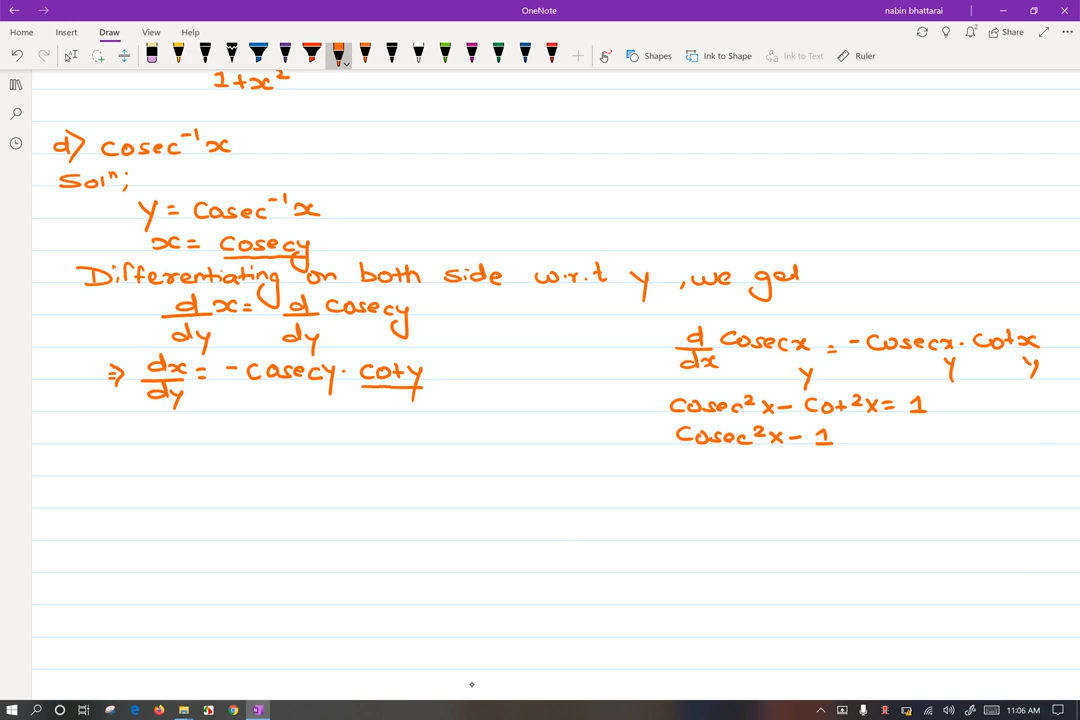 OneNote
nabin bhattarai
Home Insert Draw View Help
Share
Shapes Ink to Shape Ink to Text Ruler
1+x²
d) cosec⁻¹x
Solⁿ;
y = cosec⁻¹x
x = cosecy
Differentiating on both side w.r.t y, we get
d/dy x = d/dy cosecy
d/dx cosecx = -cosecx . cotx
y y y
⇒ dx/dy = - cosecy . coty
cosec²x - cot²x = 1
cosec²x - 1
11:06 AM